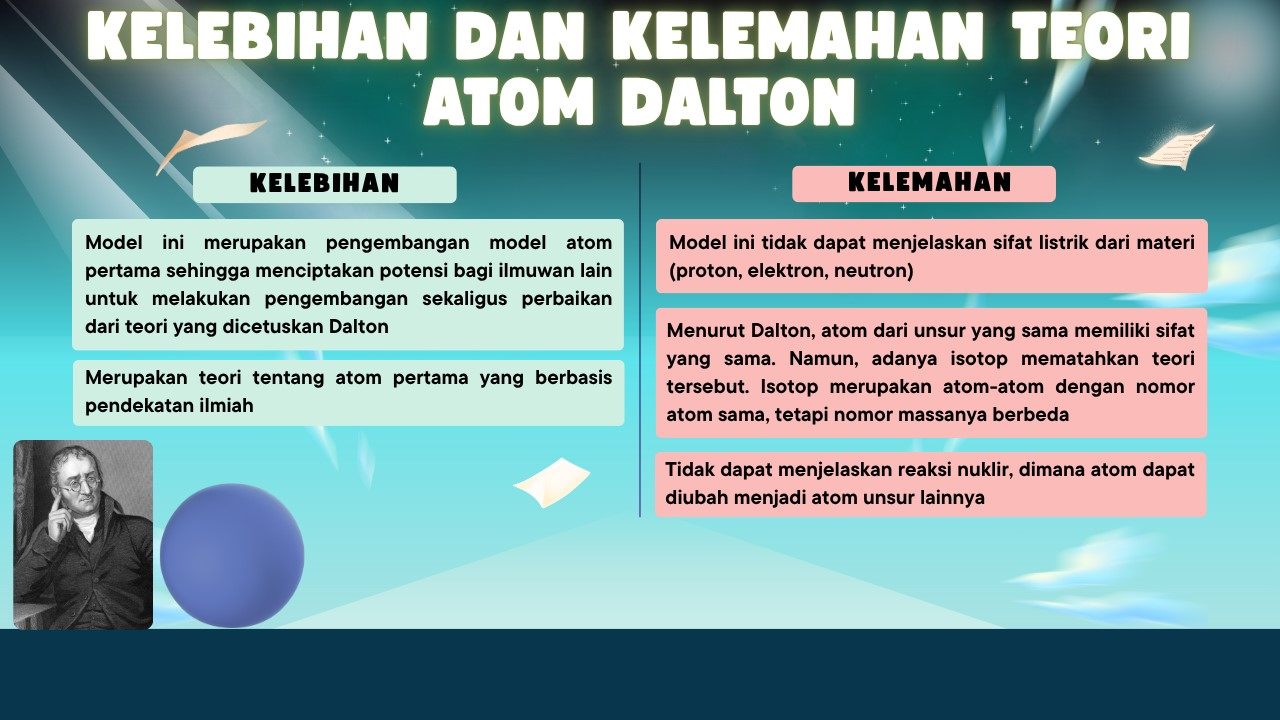 KELEBIHAN DAN KELEMAHAN TEORI
ATOM DALTON
KELEBIHAN
Model ini merupakan pengembangan model atom
pertama sehingga menciptakan potensi bagi ilmuwan lain
untuk melakukan pengembangan sekaligus perbaikan
dari teori yang dicetuskan Dalton
Merupakan teori tentang atom pertama yang berbasis
pendekatan ilmiah
KELEMAHAN
Model ini tidak dapat menjelaskan sifat listrik dari materi
(proton, elektron, neutron)
Menurut Dalton, atom dari unsur yang sama memiliki sifat
yang sama. Namun, adanya isotop mematahkan teori
tersebut. Isotop merupakan atom-atom dengan nomor
atom sama, tetapi nomor massanya berbeda
Tidak dapat menjelaskan reaksi nuklir, dimana atom dapat
diubah menjadi atom unsur lainnya